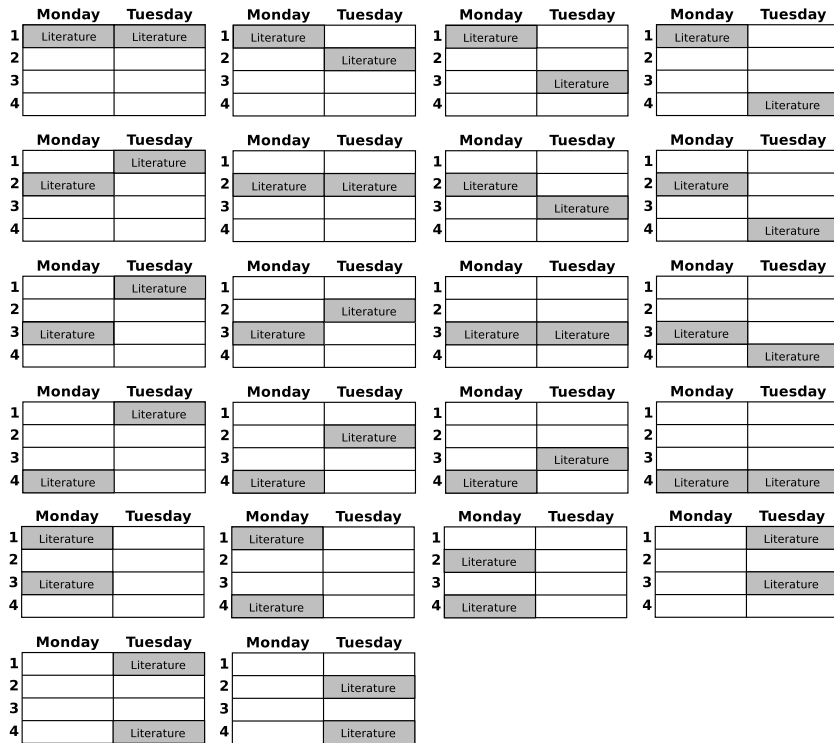 Monday Tuesday Monday Tuesday Monday Tuesday Monday Tuesday
1 Literature Literature 1 Literature 1 Literature 1 Literature
2 2 Literature 2 2
3 3 3 Literature 3
4 4 4 4 Literature
Monday Tuesday Monday Tuesday Monday Tuesday Monday Tuesday
1 Literature 1 1 1
2 Literature 2 Literature Literature 2 Literature 2 Literature
3 3 3 Literature 3
4 4 4 4 Literature
Monday Tuesday Monday Tuesday Monday Tuesday Monday Tuesday
1 Literature 1 1 1
2 2 Literature 2 2
3 Literature 3 Literature 3 Literature Literature 3 Literature
4 4 4 4 Literature
Monday Tuesday Monday Tuesday Monday Tuesday Monday Tuesday
1 Literature 1 1 1
2 2 Literature 2 2
3 3 3 Literature 3
4 Literature 4 Literature 4 Literature 4 Literature Literature
Monday Tuesday Monday Tuesday Monday Tuesday Monday Tuesday
1 Literature 1 Literature 1 1 Literature
2 2 2 Literature 2
3 Literature 3 3 3 Literature
4 4 Literature 4 Literature 4
Monday Tuesday Monday Tuesday
1 Literature 1
2 2 Literature
3 3
4 Literature 4 Literature